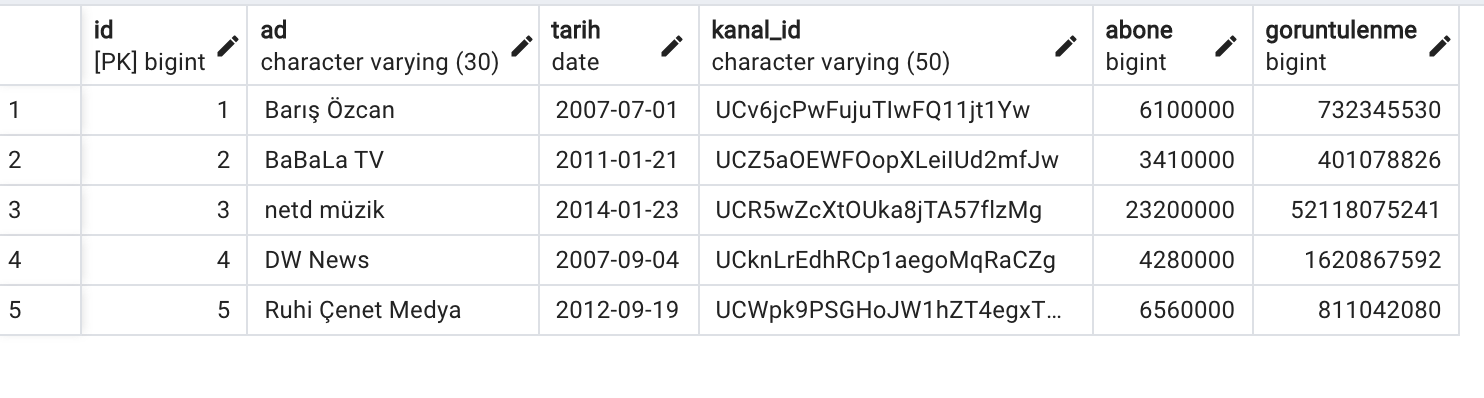 id ad tarih kanal_id abone goruntulenme
[PK] bigint character varying (30) date character varying (50) bigint bigint
1 1 Barış Özcan 2007-07-01 UCv6jcPwFujuTIwFQ11jt1Yw 6100000 732345530
2 2 BaBaLa TV 2011-01-21 UCZ5aOEWFOopXLeiIUd2mfJw 3410000 401078826
3 3 netd müzik 2014-01-23 UCR5wZcXtOUka8jTA57flzMg 23200000 52118075241
4 4 DW News 2007-09-04 UCknLrEdhRCp1aegoMqRaCZg 4280000 1620867592
5 5 Ruhi Çenet Medya 2012-09-19 UCWpk9PSGHoJW1hZT4egxT… 6560000 811042080